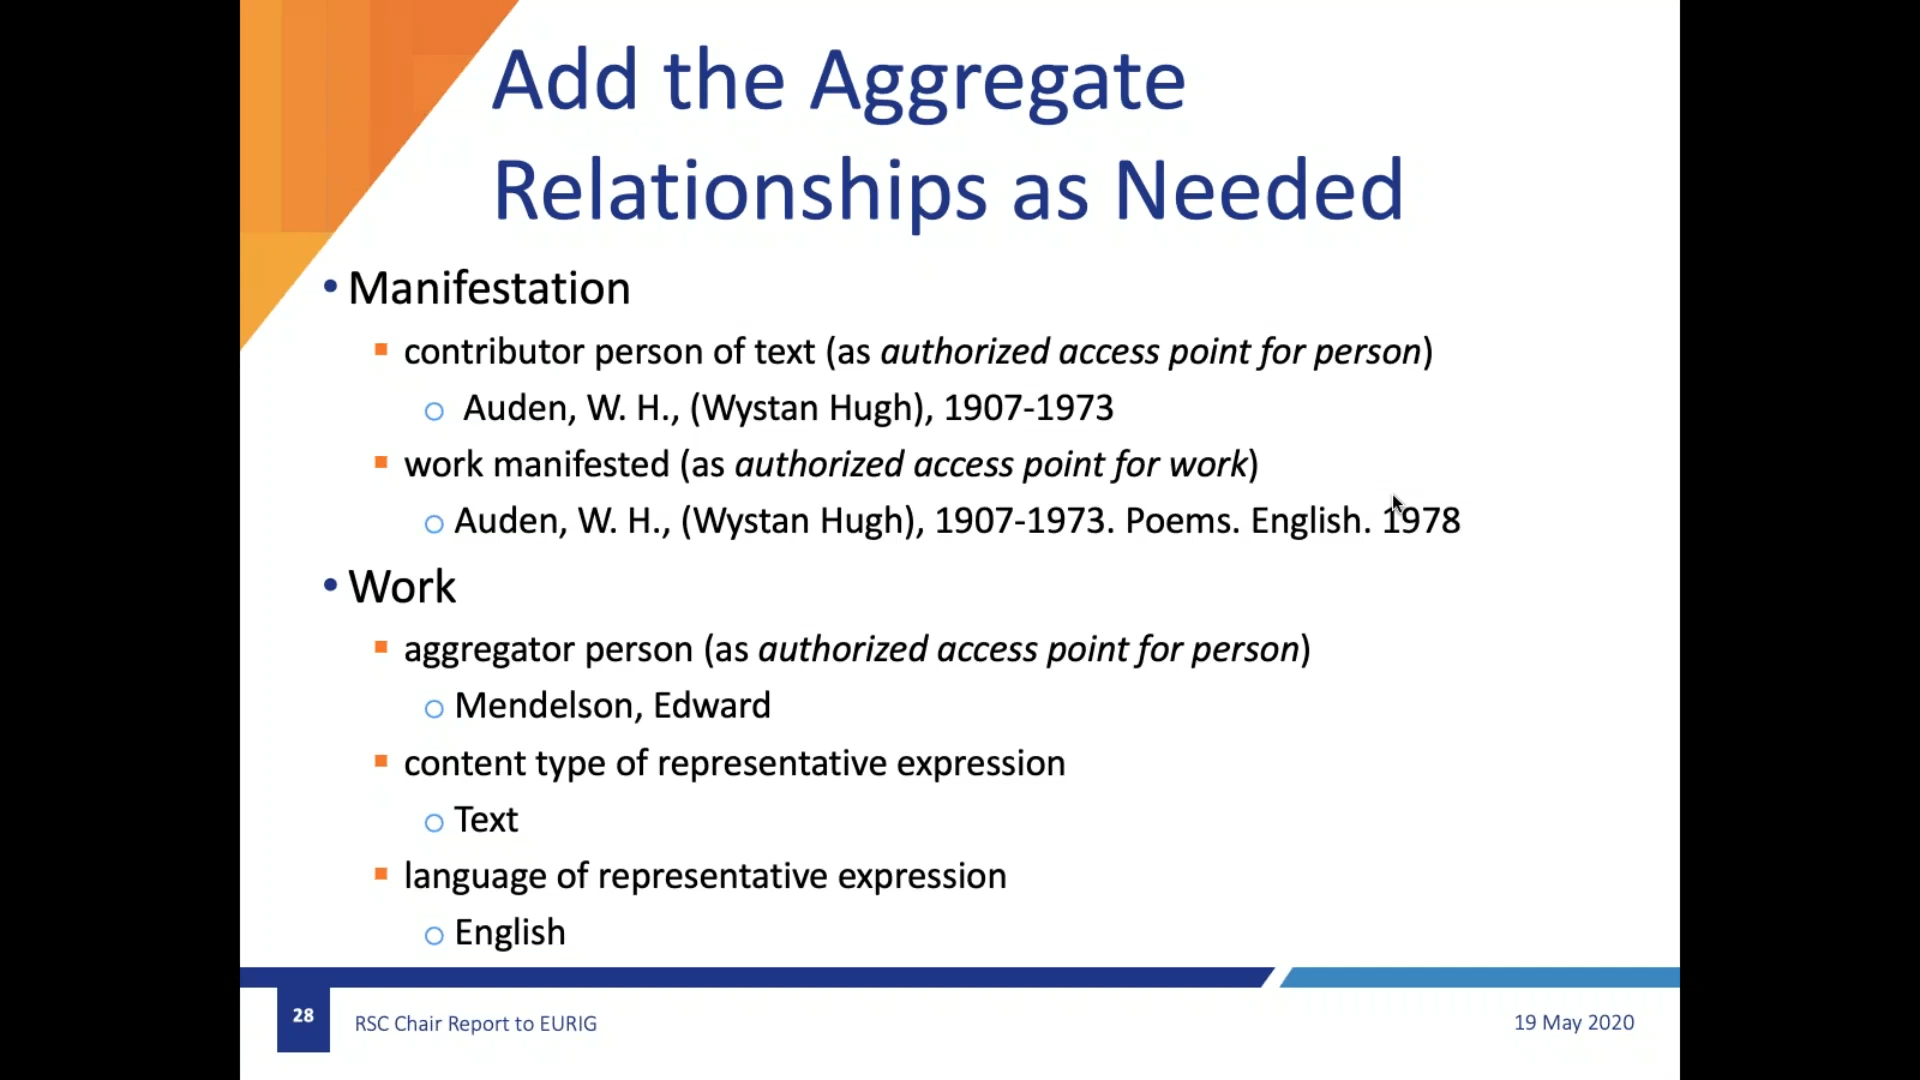 Add the Aggregate
Relationships as Needed
• Manifestation
▪ contributor person of text (as authorized access point for person)
○ Auden, W. H., (Wystan Hugh), 1907-1973
▪ work manifested (as authorized access point for work)
○ Auden, W. H., (Wystan Hugh), 1907-1973. Poems. English. 1978
• Work
▪ aggregator person (as authorized access point for person)
○ Mendelson, Edward
▪ content type of representative expression
○ Text
▪ language of representative expression
○ English
28
RSC Chair Report to EURIG
19 May 2020